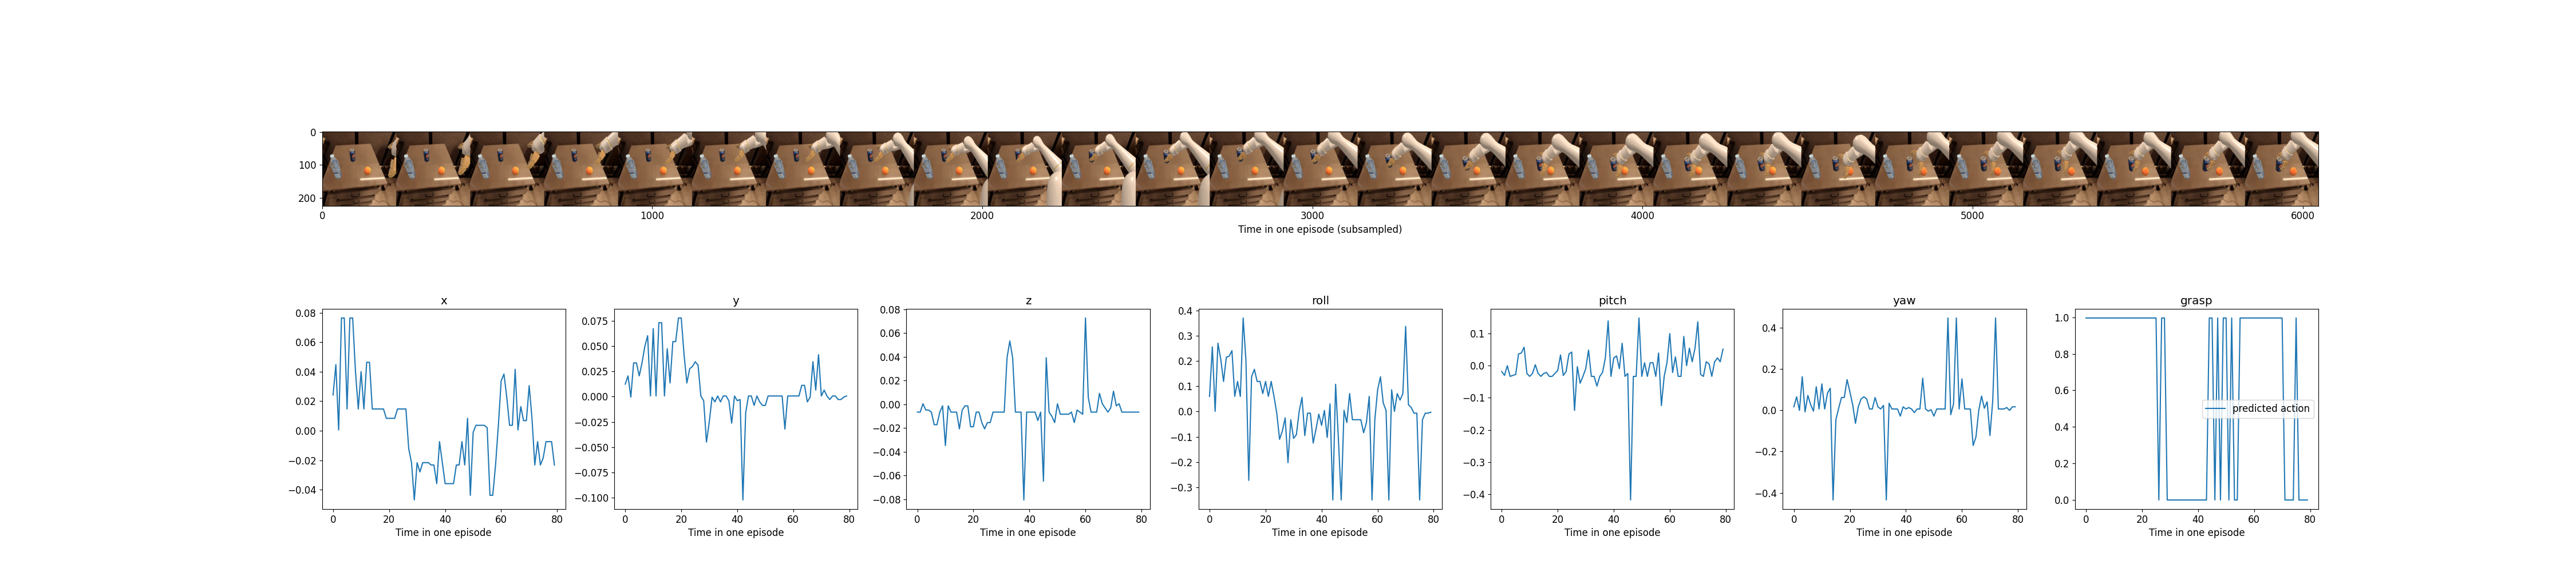 0
100
200
0 1000 2000 3000 4000 5000 6000
Time in one episode (subsampled)
x
0.08
0.06
0.04
0.02
0.00
−0.02
−0.04
0 20 40 60 80
Time in one episode
y
0.075
0.050
0.025
0.000
−0.025
−0.050
−0.075
−0.100
0 20 40 60 80
Time in one episode
z
0.08
0.06
0.04
0.02
0.00
−0.02
−0.04
−0.06
−0.08
0 20 40 60 80
Time in one episode
roll
0.4
0.3
0.2
0.1
0.0
−0.1
−0.2
−0.3
0 20 40 60 80
Time in one episode
pitch
0.1
0.0
−0.1
−0.2
−0.3
−0.4
0 20 40 60 80
Time in one episode
yaw
0.4
0.2
0.0
−0.2
−0.4
0 20 40 60 80
Time in one episode
grasp
1.0
0.8
0.6
0.4
0.2
0.0
predicted action
0 20 40 60 80
Time in one episode